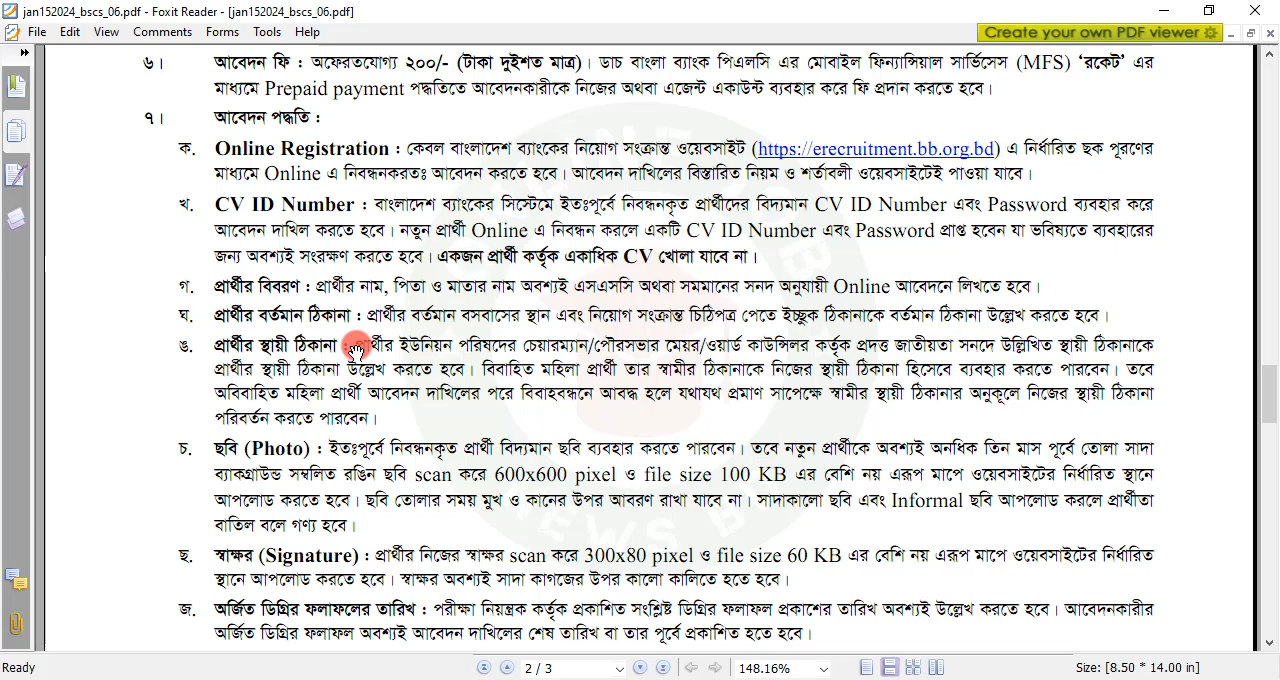 jan152024_bscs_06.pdf - Foxit Reader - [jan152024_bscs_06.pdf]
File Edit View Comments Forms Tools Help
Create your own PDF viewer
৬। আবেদন ফি : অফেরতযোগ্য ২০০/- (টাকা দুইশত মাত্র)। ডাচ বাংলা ব্যাংক পিএলসি এর মোবাইল ফিন্যান্সিয়াল সার্ভিসেস (MFS) ‘রকেট’ এর
মাধ্যমে Prepaid payment পদ্ধতিতে আবেদনকারীকে নিজের অথবা এজেন্ট একাউন্ট ব্যবহার করে ফি প্রদান করতে হবে।
৭। আবেদন পদ্ধতি :
ক. Online Registration : কেবল বাংলাদেশ ব্যাংকের নিয়োগ সংক্রান্ত ওয়েবসাইট (https://erecruitment.bb.org.bd) এ নির্ধারিত ছক পূরণের
মাধ্যমে Online এ নিবন্ধনকরতঃ আবেদন করতে হবে। আবেদন দাখিলের বিস্তারিত নিয়ম ও শর্তাবলী ওয়েবসাইটেই পাওয়া যাবে।
খ. CV ID Number : বাংলাদেশ ব্যাংকের সিস্টেমে ইতঃপূর্বে নিবন্ধনকৃত প্রার্থীদের বিদ্যমান CV ID Number এবং Password ব্যবহার করে
আবেদন দাখিল করতে হবে। নতুন প্রার্থী Online এ নিবন্ধন করলে একটি CV ID Number এবং Password প্রাপ্ত হবেন যা ভবিষ্যতে ব্যবহারের
জন্য অবশ্যই সংরক্ষণ করতে হবে। একজন প্রার্থী কর্তৃক একাধিক CV খোলা যাবে না।
গ. প্রার্থীর বিবরণ : প্রার্থীর নাম, পিতা ও মাতার নাম অবশ্যই এসএসসি অথবা সমমানের সনদ অনুযায়ী Online আবেদনে লিখতে হবে।
ঘ. প্রার্থীর বর্তমান ঠিকানা : প্রার্থীর বর্তমান বসবাসের স্থান এবং নিয়োগ সংক্রান্ত চিঠিপত্র পেতে ইচ্ছুক ঠিকানাকে বর্তমান ঠিকানা উল্লেখ করতে হবে।
ঙ. প্রার্থীর স্থায়ী ঠিকানা : প্রার্থীর ইউনিয়ন পরিষদের চেয়ারম্যান/পৌরসভার মেয়র/ওয়ার্ড কাউন্সিলর কর্তৃক প্রদত্ত জাতীয়তা সনদে উল্লিখিত স্থায়ী ঠিকানাকে
প্রার্থীর স্থায়ী ঠিকানা উল্লেখ করতে হবে। বিবাহিত মহিলা প্রার্থী তার স্বামীর ঠিকানাকে নিজের স্থায়ী ঠিকানা হিসেবে ব্যবহার করতে পারবেন। তবে
অবিবাহিত মহিলা প্রার্থী আবেদন দাখিলের পরে বিবাহবন্ধনে আবদ্ধ হলে যথাযথ প্রমাণ সাপেক্ষে স্বামীর স্থায়ী ঠিকানার অনুকূলে নিজের স্থায়ী ঠিকানা
পরিবর্তন করতে পারবেন।
চ. ছবি (Photo) : ইতঃপূর্বে নিবন্ধনকৃত প্রার্থী বিদ্যমান ছবি ব্যবহার করতে পারবেন। তবে নতুন প্রার্থীকে অবশ্যই অনধিক তিন মাস পূর্বে তোলা সাদা
ব্যাকগ্রাউন্ড সম্বলিত রঙিন ছবি scan করে 600x600 pixel ও file size 100 KB এর বেশি নয় এরূপ মাপে ওয়েবসাইটের নির্ধারিত স্থানে
আপলোড করতে হবে। ছবি তোলার সময় মুখ ও কানের উপর আবরণ রাখা যাবে না। সাদাকালো ছবি এবং Informal ছবি আপলোড করলে প্রার্থীতা
বাতিল বলে গণ্য হবে।
ছ. স্বাক্ষর (Signature) : প্রার্থীর নিজের স্বাক্ষর scan করে 300x80 pixel ও file size 60 KB এর বেশি নয় এরূপ মাপে ওয়েবসাইটের নির্ধারিত
স্থানে আপলোড করতে হবে। স্বাক্ষর অবশ্যই সাদা কাগজের উপর কালো কালিতে হতে হবে।
জ. অর্জিত ডিগ্রির ফলাফলের তারিখ : পরীক্ষা নিয়ন্ত্রক কর্তৃক প্রকাশিত সংশ্লিষ্ট ডিগ্রির ফলাফল প্রকাশের তারিখ অবশ্যই উল্লেখ করতে হবে। আবেদনকারীর
অর্জিত ডিগ্রির ফলাফল অবশ্যই আবেদন দাখিলের শেষ তারিখ বা তার পূর্বে প্রকাশিত হতে হবে।
Ready 2 / 3 148.16% Size: [8.50 * 14.00 in]